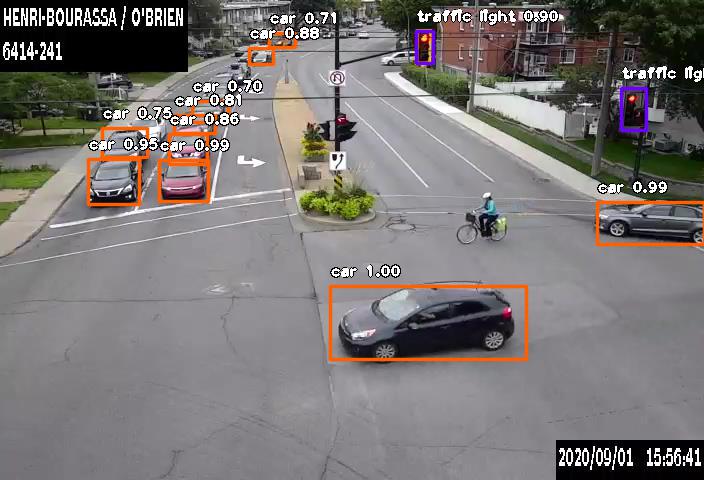 HENRI-BOURASSA / O'BRIEN
6414-241
car 0.71
car 0.88
traffic light 0.90
traffic lig
car 0.70
car 0.81
car 0.75
car 0.86
car 0.95
car 0.99
car 0.99
car 1.00
2020/09/01 15:56:41